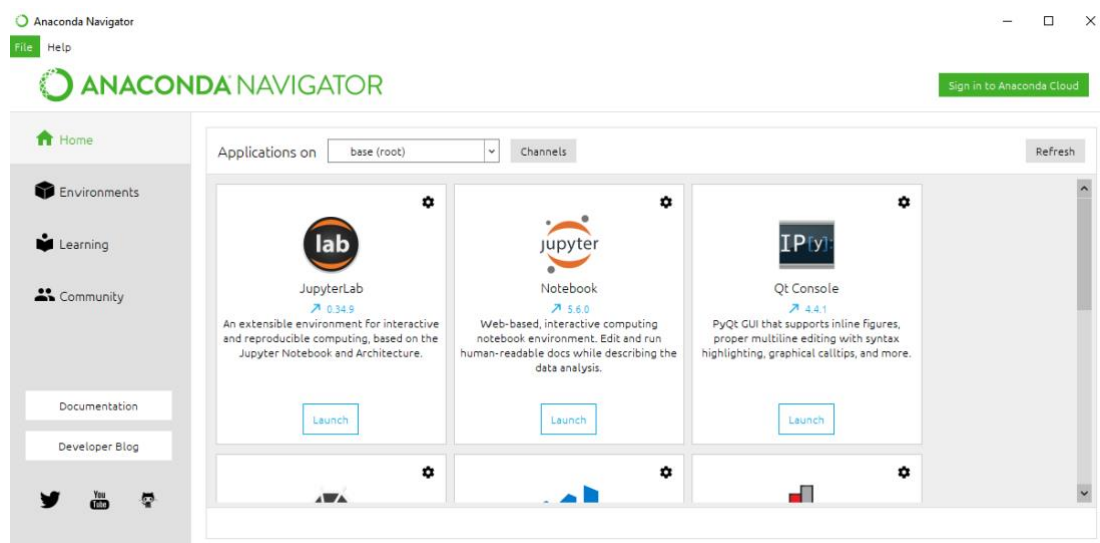 Anaconda Navigator
File Help
ANACONDA NAVIGATOR
Sign in to Anaconda Cloud
Home
Environments
Learning
Community
Documentation
Developer Blog
You
Tube
Applications on base (root) Channels Refresh
lab
JupyterLab
0.34.9
An extensible environment for interactive
and reproducible computing, based on the
Jupyter Notebook and Architecture.
Launch
jupyter
Notebook
5.6.0
Web-based, interactive computing
notebook environment. Edit and run
human-readable docs while describing the
data analysis.
Launch
IP[y]:
Qt Console
4.4.1
PyQt GUI that supports inline figures,
proper multiline editing with syntax
highlighting, graphical calltips, and more.
Launch